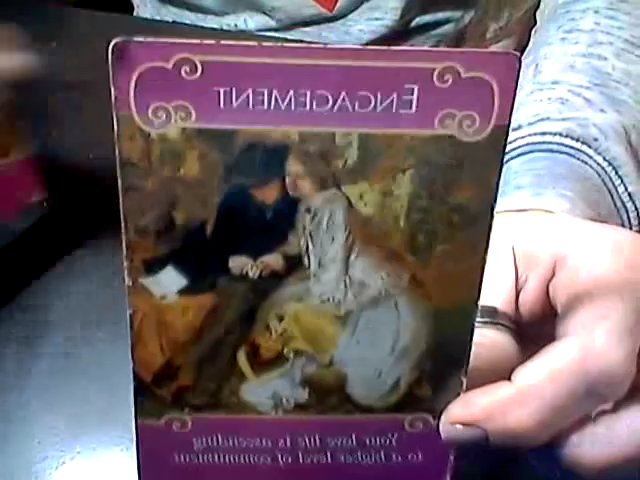 ENGAGEMENT
Your love life is ascending
to a higher level of commitment